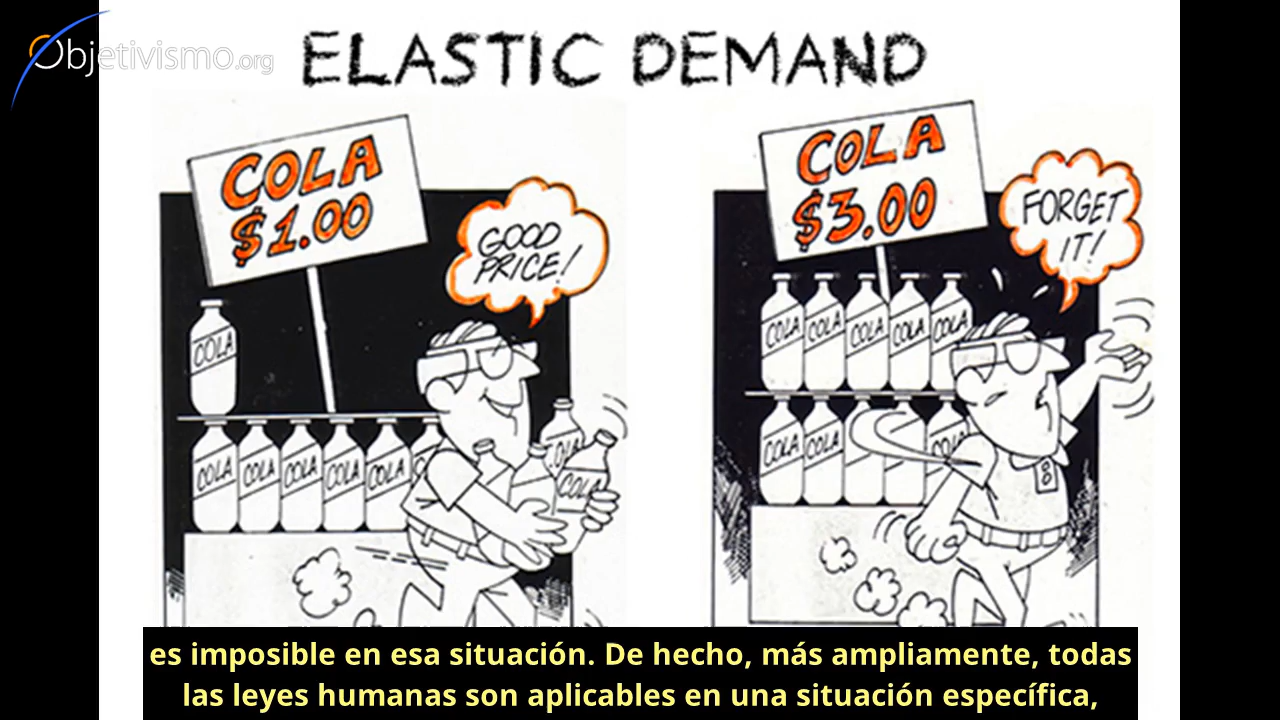 Objetivismo.org
ELASTIC DEMAND
COLA
$1.00
GOOD
PRICE!
COLA
COLA COLA COLA COLA COLA
COLA
COLA
COLA
$3.00
FORGET
IT!
COLA COLA COLA COLA COLA
COLA COLA COLA
es imposible en esa situación. De hecho, más ampliamente, todas
las leyes humanas son aplicables en una situación específica,